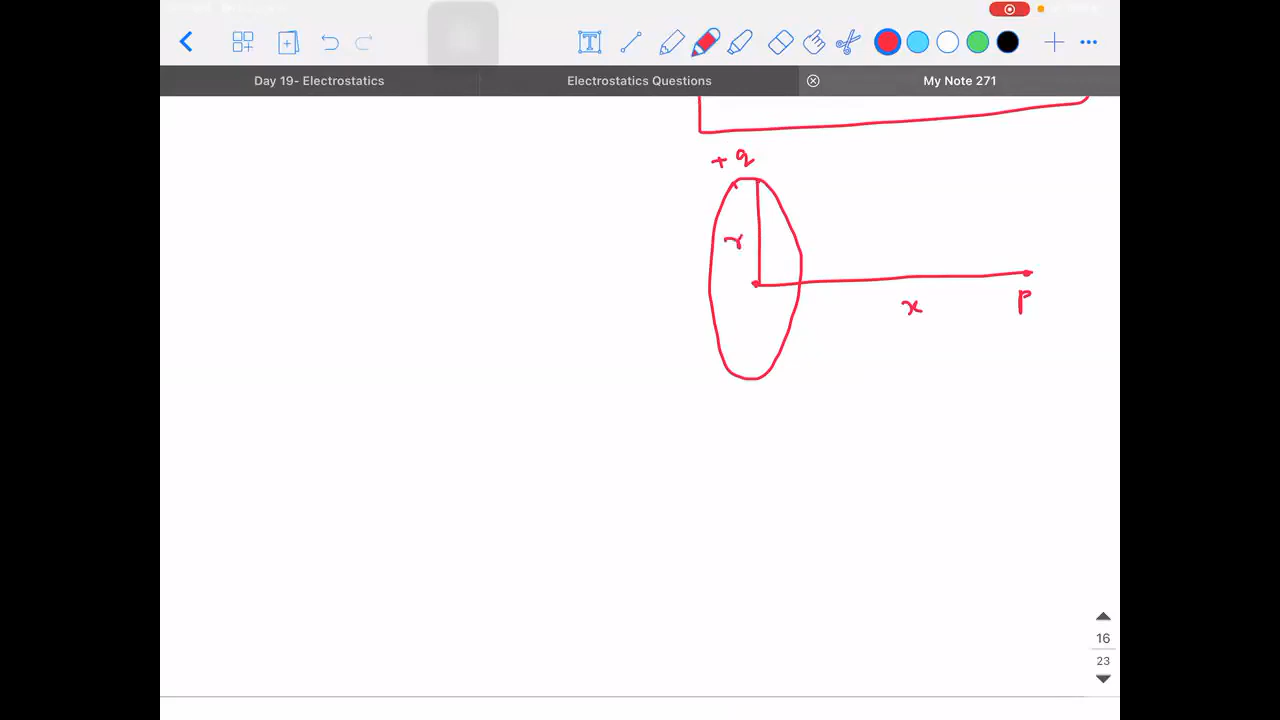 T
Day 19- Electrostatics
Electrostatics Questions
My Note 271
+ q
r
x
P
16
23